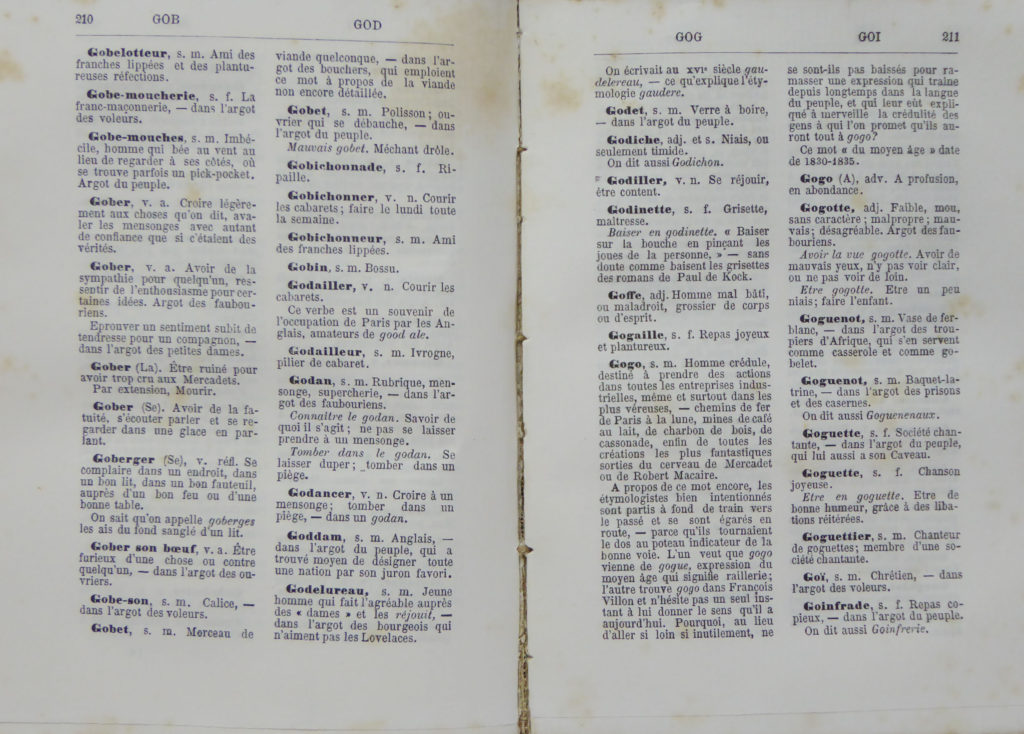 210 GOB GOD
Gobelotteur, s. m. Ami des
franches lippées et des plantu-
reuses réfections.
Gobe-moucherie, s. f. La
franc-maçonnerie, — dans l'argot
des voleurs.
Gobe-mouches, s. m. Imbé-
cile, homme qui bée au vent au
lieu de regarder à ses côtés, où
se trouve parfois un pick-pocket.
Argot du peuple.
Gober, v. a. Croire légère-
ment aux choses qu'on dit, ava-
ler les mensonges avec autant
de confiance que si c'étaient des
vérités.
Gober, v. a. Avoir de la
sympathie pour quelqu'un, res-
sentir de l'enthousiasme pour cer-
taines idées. Argot des faubou-
riens.
Eprouver un sentiment subit de
tendresse pour un compagnon, —
dans l'argot des petites dames.
Gober (La). Être ruiné pour
avoir trop cru aux Mercadets.
Par extension, Mourir.
Gober (Se). Avoir de la fa-
tuité, s'écouter parler et se re-
garder dans une glace en par-
lant.
Goberger (Se), v. réfl. Se
complaire dans un endroit, dans
un bon lit, dans un bon fauteuil,
auprès d'un bon feu ou d'une
bonne table.
On sait qu'on appelle goberges
les ais du fond sanglé d'un lit.
Gober son bœuf, v. a. Être
furieux d'une chose ou contre
quelqu'un, — dans l'argot des ou-
vriers.
Gobe-son, s. m. Calice, —
dans l'argot des voleurs.
Gobet, s. m. Morceau de
viande quelconque, — dans l'ar-
got des bouchers, qui emploient
ce mot à propos de la viande
non encore détaillée.
Gobet, s. m. Polisson; ou-
vrier qui se débauche, — dans
l'argot du peuple.
Mauvais gobet. Méchant drôle.
Gobichonnade, s. f. Ri-
paille.
Gobichonner, v. n. Courir
les cabarets; faire le lundi toute
la semaine.
Gobichonneur, s. m. Ami
des franches lippées.
Gobin, s. m. Bossu.
Godailler, v. n. Courir les
cabarets.
Ce verbe est un souvenir de
l'occupation de Paris par les An-
glais, amateurs de good ale.
Godailleur, s. m. Ivrogne,
pilier de cabaret.
Godan, s. m. Rubrique, men-
songe, supercherie, — dans l'ar-
got des faubouriens.
Connaître le godan. Savoir de
quoi il s'agit; ne pas se laisser
prendre à un mensonge.
Tomber dans le godan. Se
laisser duper; tomber dans un
piège.
Godancer, v. n. Croire à un
mensonge; tomber dans un
piège, — dans un godan.
Goddam, s. m. Anglais, —
dans l'argot du peuple, qui a
trouvé moyen de désigner toute
une nation par son juron favori.
Godelureau, s. m. Jeune
homme qui fait l'agréable auprès
des « dames » et les réjouit, —
dans l'argot des bourgeois qui
n'aiment pas les Lovelaces.
GOG GOI 211
On écrivait au XVIe siècle gau-
delereau, — ce qu'explique l'éty-
mologie gaudere.
Godet, s. m. Verre à boire,
— dans l'argot du peuple.
Godiche, adj. et s. Niais, ou
seulement timide.
On dit aussi Godichon.
Godiller, v. n. Se réjouir,
être content.
Godinette, s. f. Grisette,
maîtresse.
Baiser en godinette. « Baiser
sur la bouche en pinçant les
joues de la personne, » — sans
doute comme baisent les grisettes
des romans de Paul de Kock.
Goffe, adj. Homme mal bâti,
ou maladroit, grossier de corps
ou d'esprit.
Gogaille, s. f. Repas joyeux
et plantureux.
Gogo, s. m. Homme crédule,
destiné à prendre des actions
dans toutes les entreprises indus-
trielles, même et surtout dans les
plus véreuses, — chemins de fer
de Paris à la lune, mines de café
au lait, de charbon de bois, de
cassonade, enfin de toutes les
créations les plus fantastiques
sorties du cerveau de Mercadet
ou de Robert Macaire.
A propos de ce mot encore, les
étymologistes bien intentionnés
sont partis à fond de train vers
le passé et se sont égarés en
route, — parce qu'ils tournaient
le dos au poteau indicateur de la
bonne voie. L'un veut que gogo
vienne de gogue, expression du
moyen âge qui signifie raillerie;
l'autre trouve gogo dans François
Villon et n'hésite pas un seul ins-
tant à lui donner le sens qu'il a
aujourd'hui. Pourquoi, au lieu
d'aller si loin si inutilement, ne
se sont-ils pas baissés pour ra-
masser une expression qui traîne
depuis longtemps dans la langue
du peuple, et qui leur eût expli-
qué à merveille la crédulité des
gens à qui l'on promet qu'ils au-
ront tout à gogo?
Ce mot « du moyen âge » date
de 1830-1835.
Gogo (A), adv. A profusion,
en abondance.
Gogotte, adj. Faible, mou,
sans caractère; malpropre; mau-
vais; désagréable. Argot des fau-
bouriens.
Avoir la vue gogotte. Avoir de
mauvais yeux, n'y pas voir clair,
ou ne pas voir de loin.
Etre gogotte. Etre un peu
niais; faire l'enfant.
Goguenot, s. m. Vase de fer-
blanc, — dans l'argot des trou-
piers d'Afrique, qui s'en servent
comme casserole et comme go-
belet.
Goguenot, s. m. Baquet-la-
trine, — dans l'argot des prisons
et des casernes.
On dit aussi Goguenenaux.
Goguette, s. f. Société chan-
tante, — dans l'argot du peuple,
qui lui aussi a son Caveau.
Goguette, s. f. Chanson
joyeuse.
Etre en goguette. Etre de
bonne humeur, grâce à des liba-
tions réitérées.
Goguettier, s. m. Chanteur
de goguettes; membre d'une so-
ciété chantante.
Goï, s. m. Chrétien, — dans
l'argot des voleurs.
Goinfrade, s. f. Repas co-
pieux, — dans l'argot du peuple.
On dit aussi Goinfrerie.